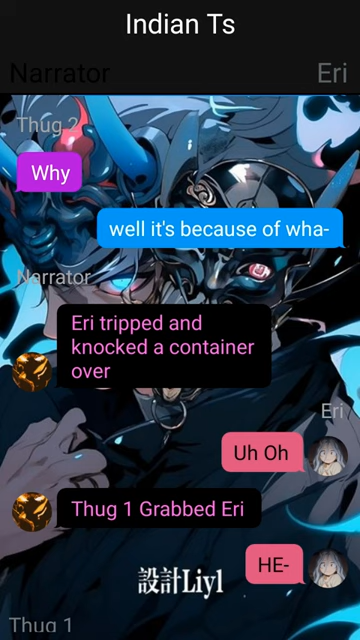 Indian Ts
Narrator
Eri
Thug 2
Why
well it's because of wha-
Narrator
Eri tripped and
knocked a container
over
Eri
Uh Oh
Thug 1 Grabbed Eri
HE-
設計Liyl
Thug 1